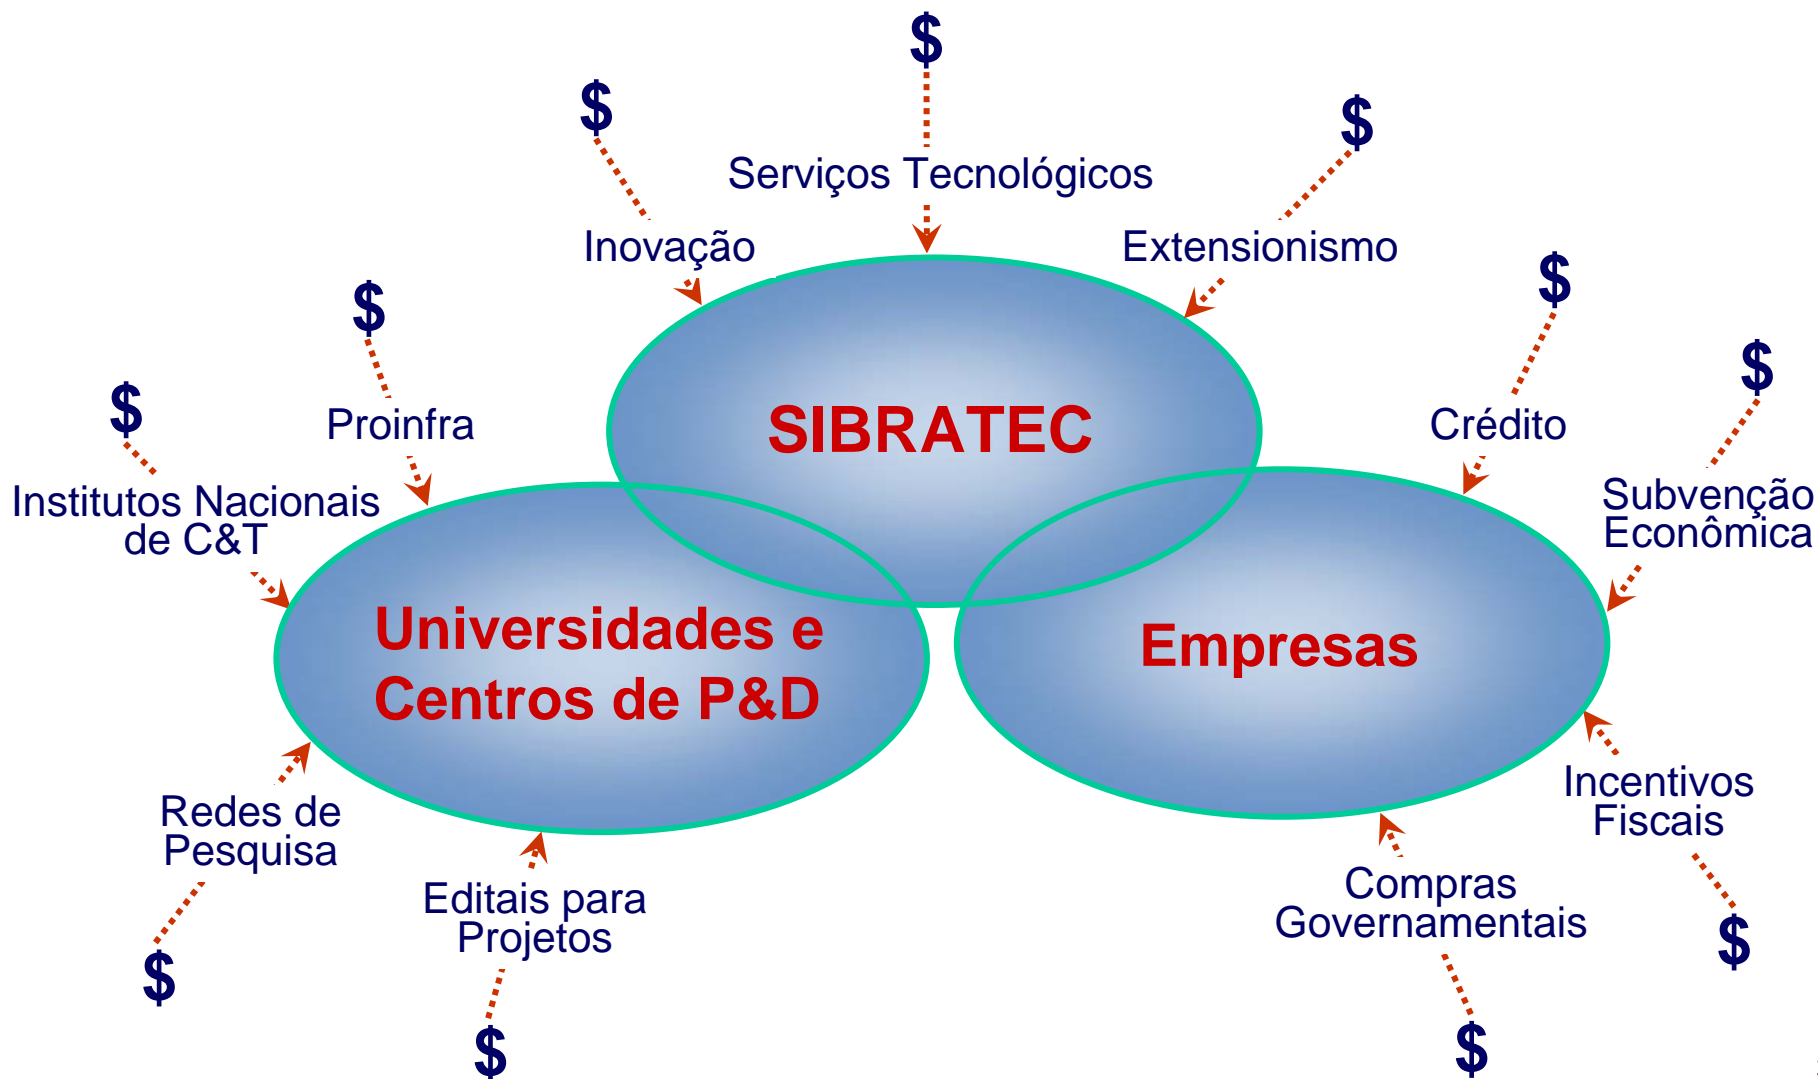 $
$
$
Serviços Tecnológicos
Inovação
Extensionismo
$
$
$
$
Proinfra
Crédito
SIBRATEC
Institutos Nacionais
de C&T
Subvenção
Econômica
Universidades e
Centros de P&D
Empresas
Redes de
Pesquisa
Incentivos
Fiscais
Editais para
Projetos
Compras
Governamentais
$
$
$
$